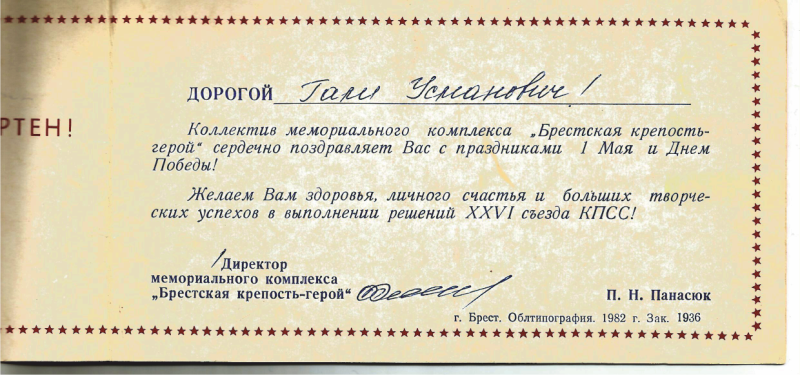 РТЕН!
ДОРОГОЙ Гали Усманович!
Коллектив мемориального комплекса „Брестская крепость-
герой“ сердечно поздравляет Вас с праздниками 1 Мая и Днем
Победы!
Желаем Вам здоровья, личного счастья и больших творче-
ских успехов в выполнении решений XXVI съезда КПСС!
Директор
мемориального комплекса
„Брестская крепость-герой“
П. Н. Панасюк
г. Брест. Облтипография. 1982 г. Зак. 1936